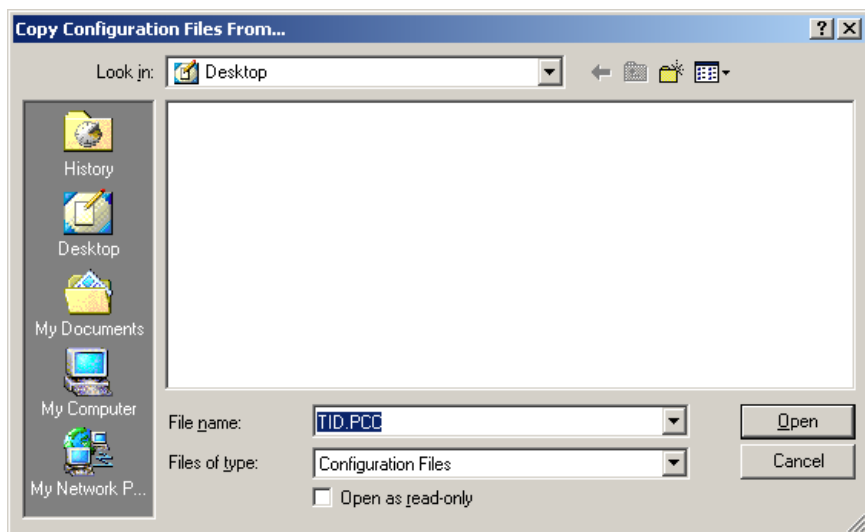 Copy Configuration Files From...
Look in:
Desktop
History
Desktop
My Documents
My Computer
My Network P...
File name:
TID.PCC
Open
Files of type:
Configuration Files
Cancel
Open as read-only